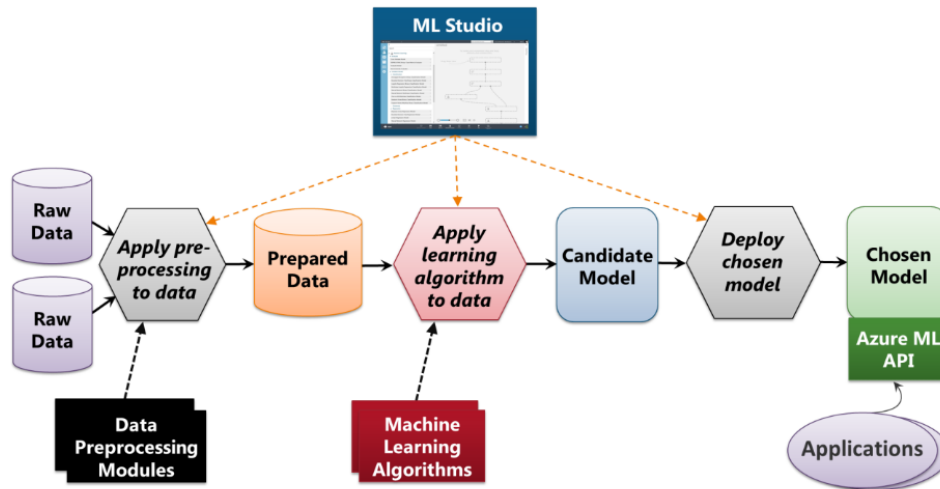 ML Studio
Raw
Data
Raw
Data
Apply pre-
processing
to data
Prepared
Data
Apply
learning
algorithm
to data
Candidate
Model
Deploy
chosen
model
Chosen
Model
Azure ML
API
Data
Preprocessing
Modules
Machine
Learning
Algorithms
Applications